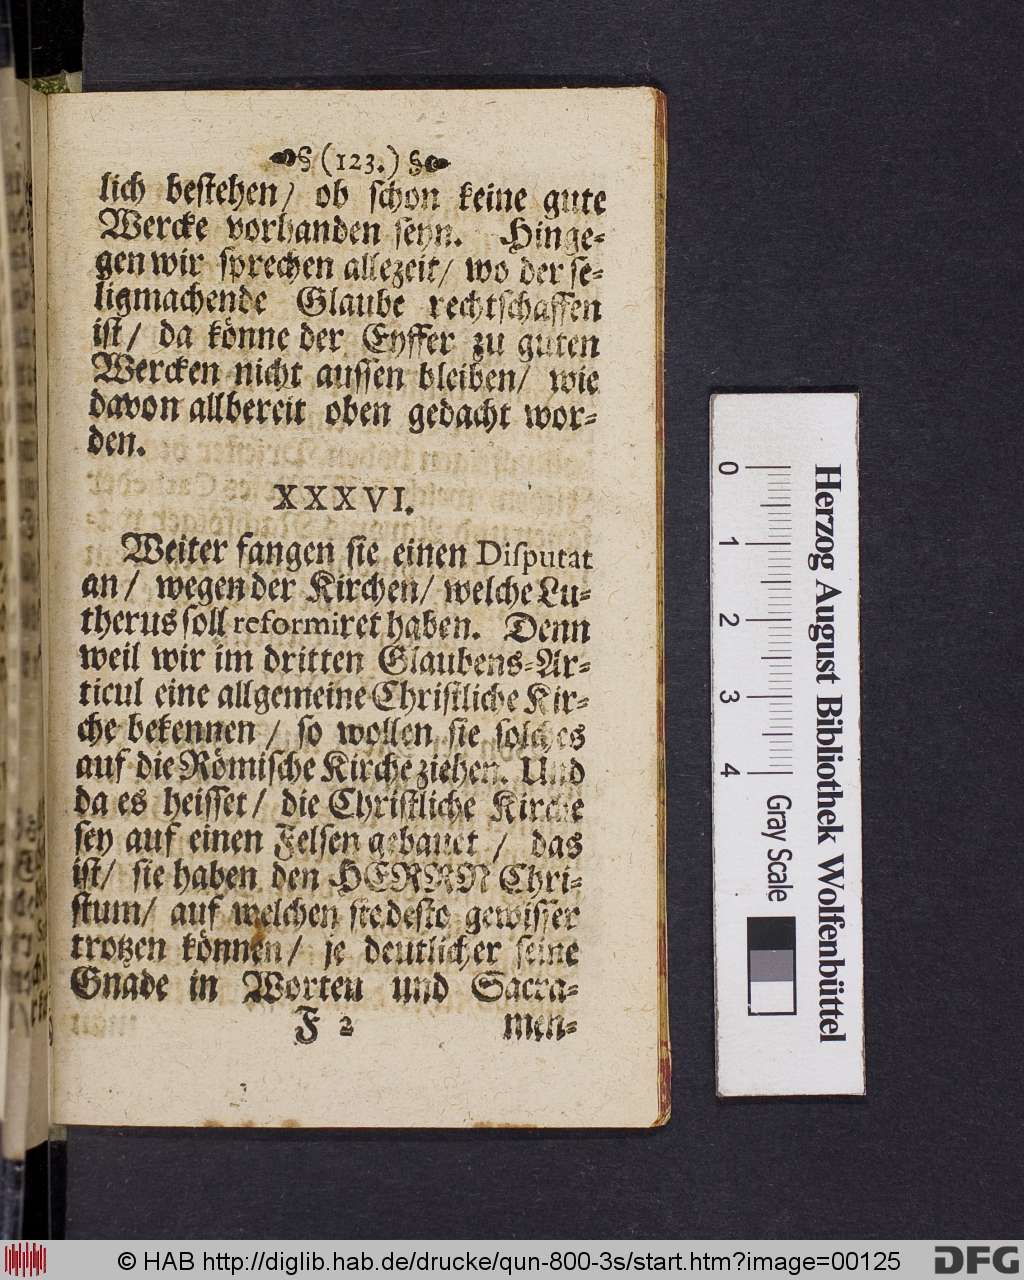 (123.)
lich beſtehen / ob ſchon keine gute
Wercke vorhanden ſeyn. Hinge-
gen wir ſprechen allezeit / wo der ſe-
ligmachende Glaube rechtſchaffen
iſt / da könne der Eyffer zu guten
Wercken nicht auſſen bleiben / wie
davon allbereit oben gedacht wor-
den.
XXXVI.
Weiter fangen ſie einen Diſputat
an / wegen der Kirchen / welche Lu-
therus ſoll reformiret haben. Denn
weil wir im dritten Glaubens-Ar-
ticul eine allgemeine Chriſtliche Kir-
che bekennen / ſo wollen ſie ſolches
auf die Römiſche Kirche ziehen. Und
da es heiſſet / die Chriſtliche Kirche
ſey auf einen Felſen gebauet / das
iſt / ſie haben den HERRN Chri-
ſtum / auf welchen ſie deſto gewiſſer
trotzen können / je deutlicher ſeine
Gnade in Worten und Sacra-
F 2 men-
0 1 2 3 4 Gray Scale
Herzog August Bibliothek Wolfenbüttel
© HAB http://diglib.hab.de/drucke/qun-800-3s/start.htm?image=00125
DFG